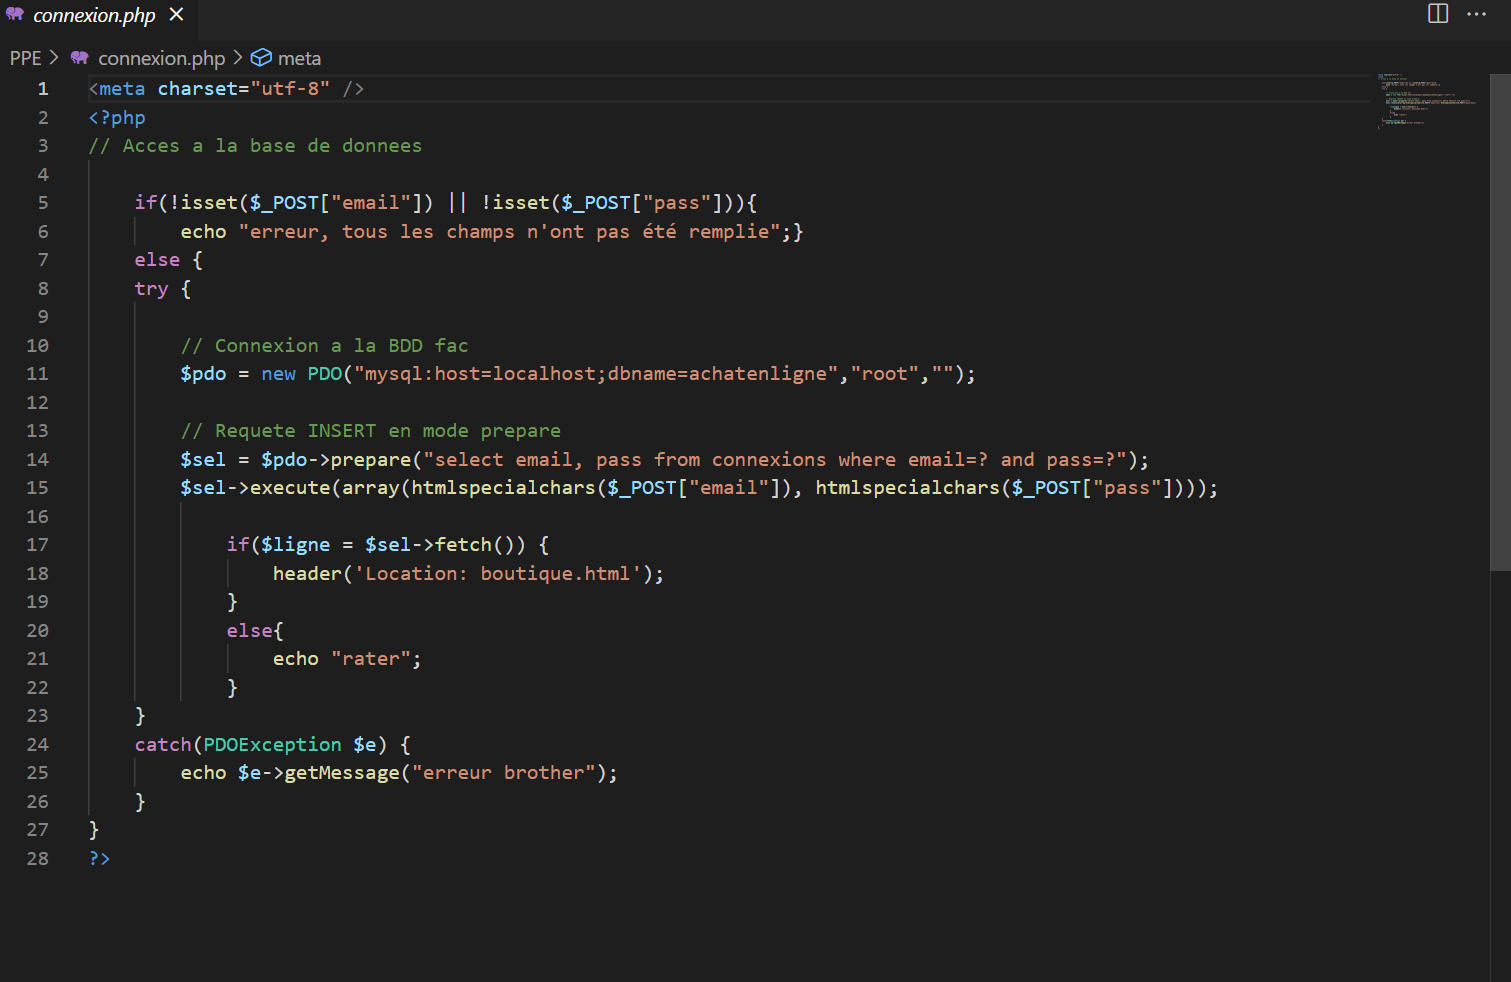 connexion.php
PPE > connexion.php > meta
1 <meta charset="utf-8" />
2 <?php
3 // Acces a la base de donnees
4
5 if(!isset($_POST["email"]) || !isset($_POST["pass"])){
6 echo "erreur, tous les champs n'ont pas été remplie";}
7 else {
8 try {
9
10 // Connexion a la BDD fac
11 $pdo = new PDO("mysql:host=localhost;dbname=achatenligne","root","");
12
13 // Requete INSERT en mode prepare
14 $sel = $pdo->prepare("select email, pass from connexions where email=? and pass=?");
15 $sel->execute(array(htmlspecialchars($_POST["email"]), htmlspecialchars($_POST["pass"])));
16
17 if($ligne = $sel->fetch()) {
18 header('Location: boutique.html');
19 }
20 else{
21 echo "rater";
22 }
23 }
24 catch(PDOException $e) {
25 echo $e->getMessage("erreur brother");
26 }
27 }
28 ?>